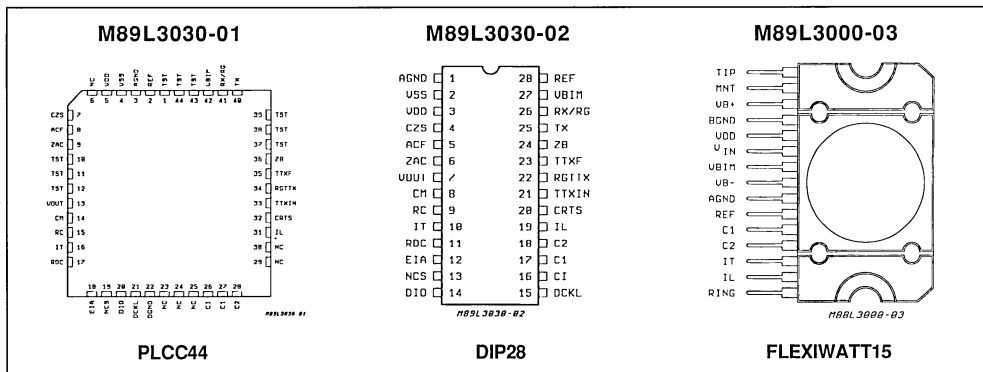 M89L3030-01
M89L3030-02
M89L3000-03
NC VDD VSS AGND REF TST TST TST VBIM RX/RG TX
6 5 4 3 2 1 44 43 42 41 40
CZS 7
ACF 8
ZAC 9
TST 10
TST 11
TST 12
VOUT 13
CM 14
RC 15
IT 16
RDC 17
39 TST
38 TST
37 TST
36 ZB
35 TTXF
34 RGTTX
33 TTXIN
32 CRTS
31 IL
30 NC
29 NC
18 19 20 21 22 23 24 25 26 27 28
EIA NCS DIO DCKL DGND NC NC NC CI C1 C2
M89L3030 01
PLCC44
AGND 1 28 REF
VSS 2 27 VBIM
VDD 3 26 RX/RG
CZS 4 25 TX
ACF 5 24 ZB
ZAC 6 23 TTXF
VOUT 7 22 RGTTX
CM 8 21 TTXIN
RC 9 20 CRTS
IT 10 19 IL
RDC 11 18 C2
EIA 12 17 C1
NCS 13 16 CI
DIO 14 15 DCKL
M89L3030-02
DIP28
TIP
MNT
VB+
BGND
VDD
VIN
VBIM
VB-
AGND
REF
C1
C2
IT
IL
RING
M88L3000-03
FLEXIWATT15